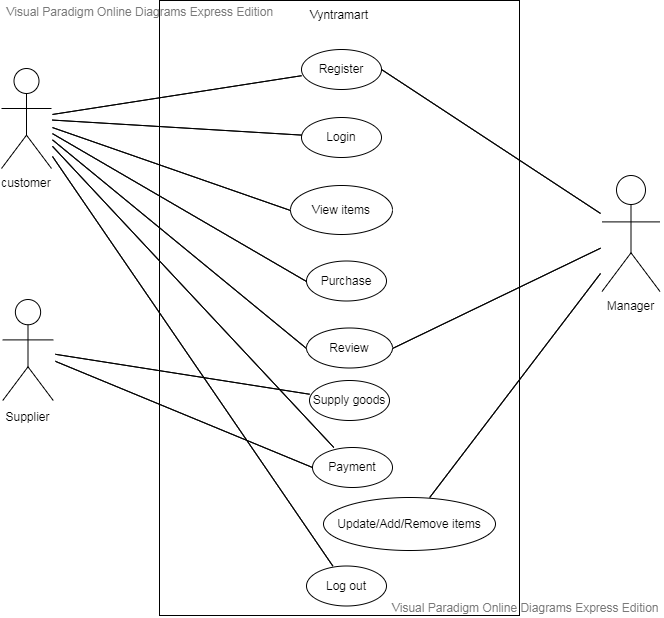 Visual Paradigm Online Diagrams Express Edition
Vyntramart
Register
Login
customer
View items
Purchase
Manager
Review
Supply goods
Supplier
Payment
Update/Add/Remove items
Log out
Visual Paradigm Online Diagrams Express Edition